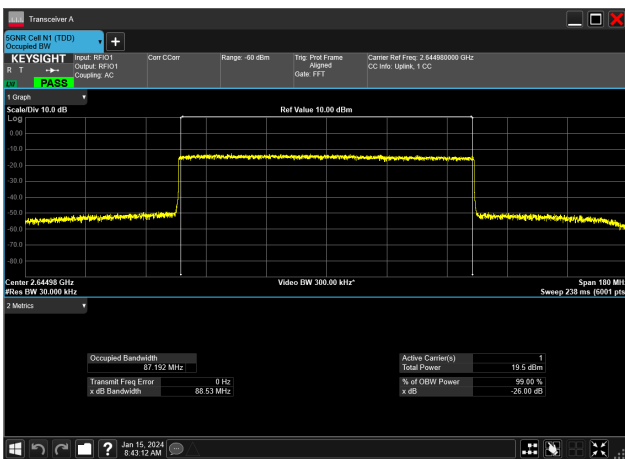 Transceiver A
5GNR Cell N1 (TDD)
Occupied BW
KEYSIGHT
R T
PASS
Input: RFIO1
Output: RFIO1
Coupling: AC
Corr CCorr
Range: -60 dBm
Trig: Prot Frame
Aligned
Gate: FFT
Carrier Ref Freq: 2.644980000 GHz
CC Info: Uplink, 1 CC
1 Graph
Scale/Div 10.0 dB
Ref Value 10.00 dBm
Log
0.00
-10.0
-20.0
-30.0
-40.0
-50.0
-60.0
-70.0
-80.0
Center 2.64498 GHz
Video BW 300.00 kHz*
Span 180 MHz
#Res BW 30.000 kHz
Sweep 238 ms (6001 pts
2 Metrics
Occupied Bandwidth
87.192 MHz
Transmit Freq Error 0 Hz
x dB Bandwidth 88.53 MHz
Active Carrier(s) 1
Total Power 19.5 dBm
% of OBW Power 99.00 %
x dB -26.00 dB
Jan 15, 2024
8:43:12 AM